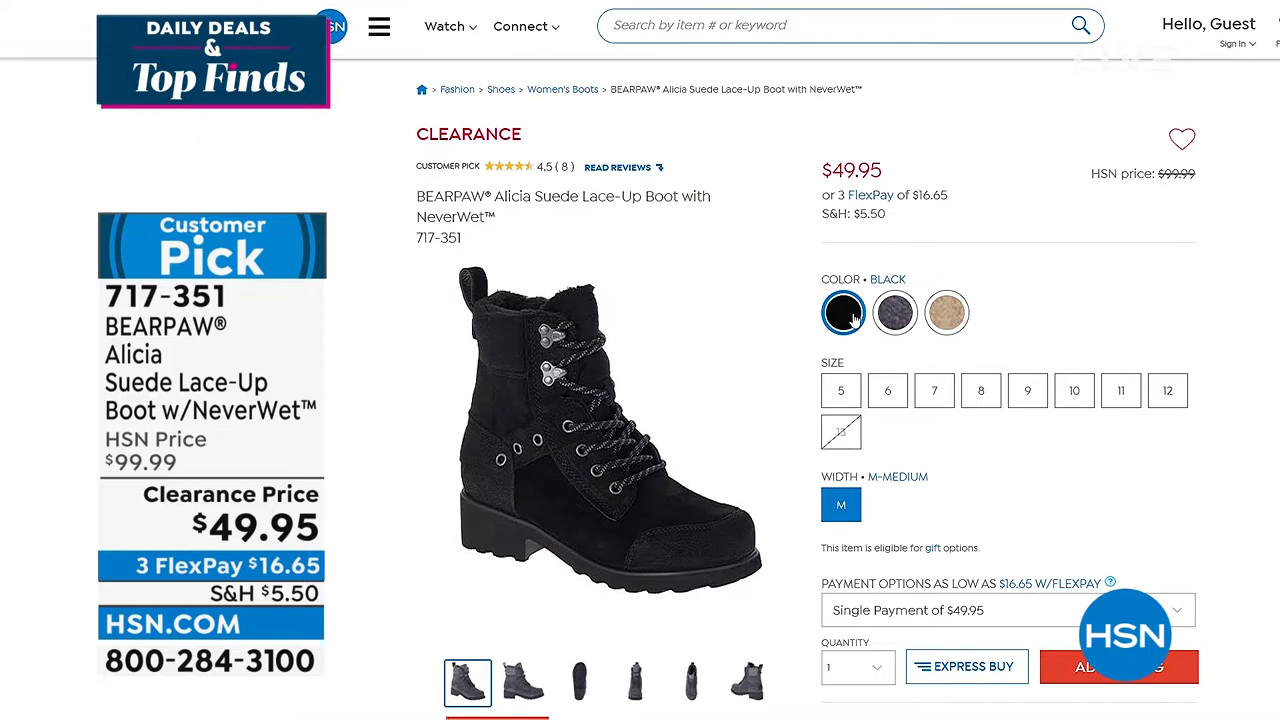 DAILY DEALS
&
Top Finds
SN
Watch
Connect
Search by item # or keyword
Hello, Guest
Sign In
> Fashion > Shoes > Women's Boots > BEARPAW® Alicia Suede Lace-Up Boot with NeverWet™
CLEARANCE
CUSTOMER PICK 4.5 ( 8 ) READ REVIEWS
BEARPAW® Alicia Suede Lace-Up Boot with
NeverWet™
717-351
$49.95
HSN price: $99.99
or 3 FlexPay of $16.65
S&H: $5.50
COLOR • BLACK
SIZE
5 6 7 8 9 10 11 12
13
WIDTH • M-MEDIUM
M
This item is eligible for gift options.
PAYMENT OPTIONS AS LOW AS $16.65 W/FLEXPAY ?
Single Payment of $49.95
QUANTITY
1
EXPRESS BUY
HSN
Customer
Pick
717-351
BEARPAW®
Alicia
Suede Lace-Up
Boot w/NeverWet™
HSN Price
$99.99
Clearance Price
$49.95
3 FlexPay $16.65
S&H $5.50
HSN.COM
800-284-3100